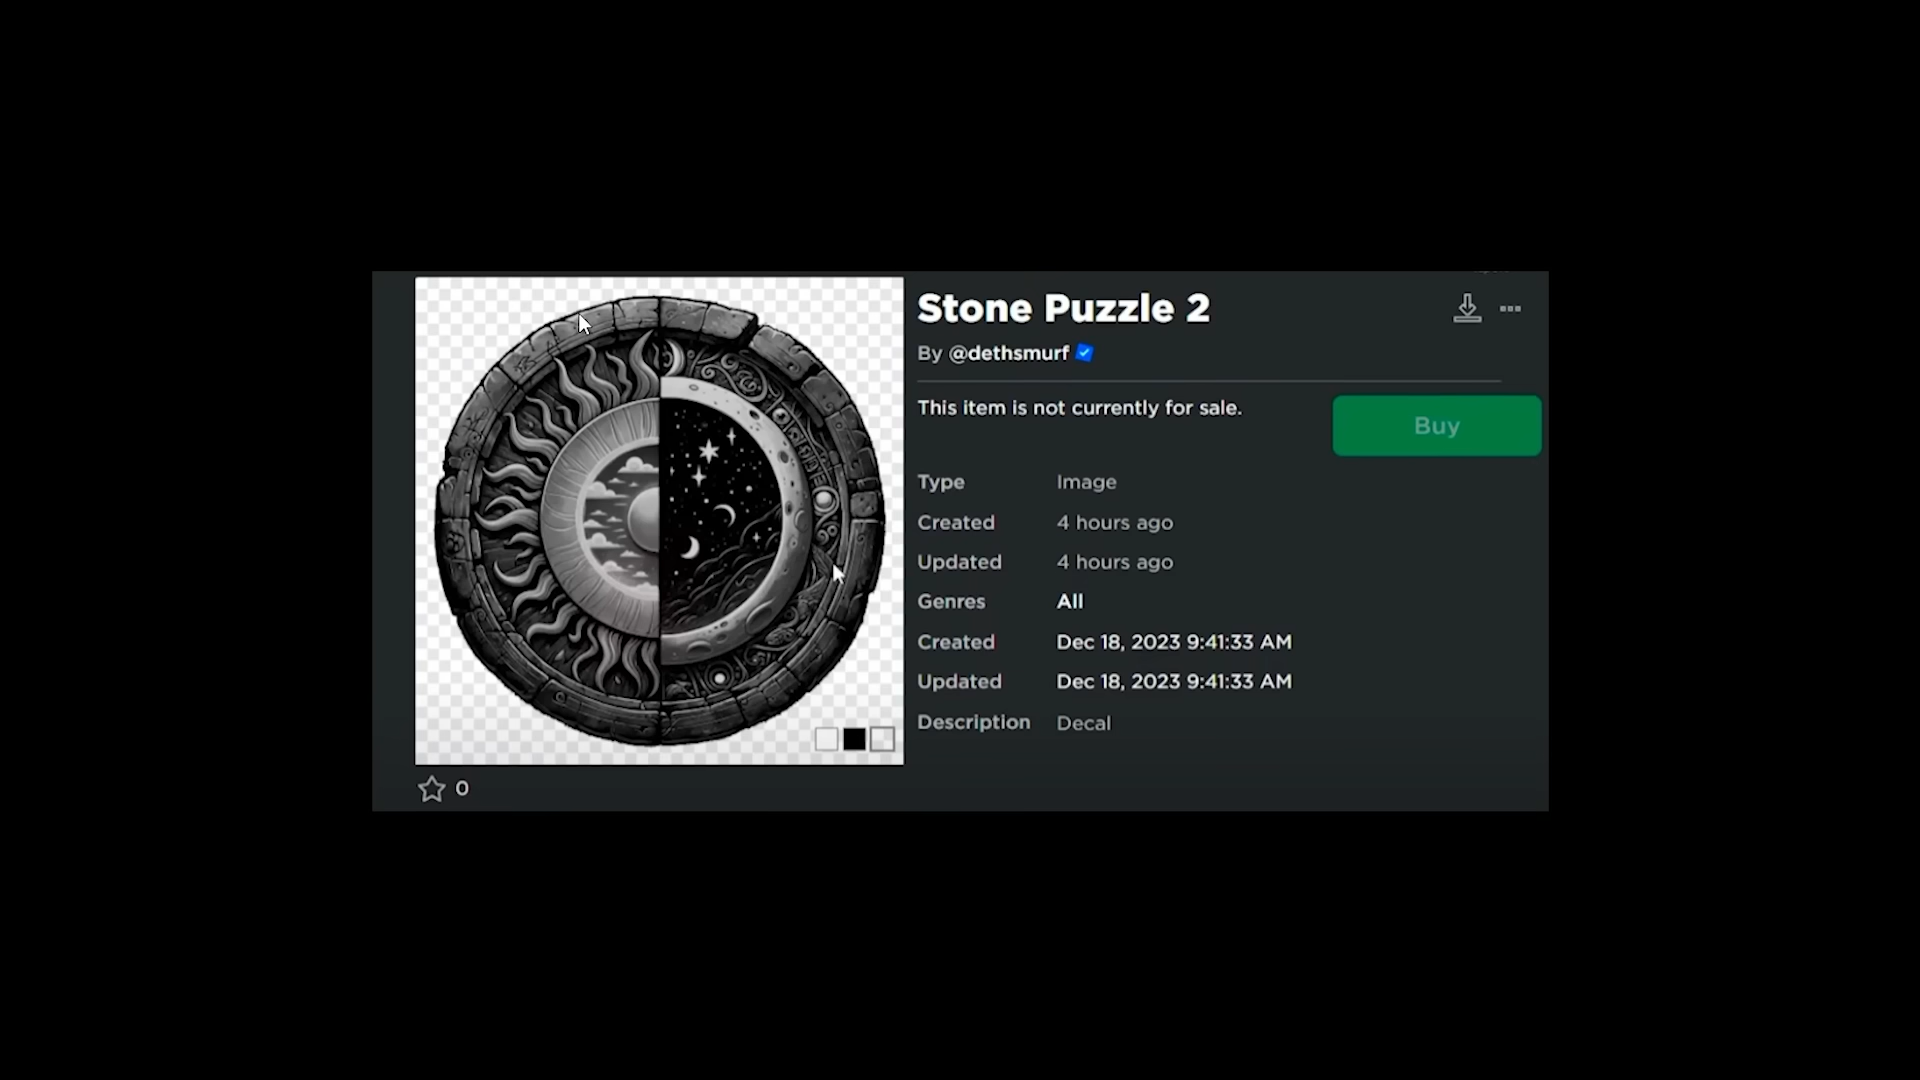 Stone Puzzle 2
By @dethsmurf
This item is not currently for sale.
Buy
Type Image
Created 4 hours ago
Updated 4 hours ago
Genres All
Created Dec 18, 2023 9:41:33 AM
Updated Dec 18, 2023 9:41:33 AM
Description Decal
0